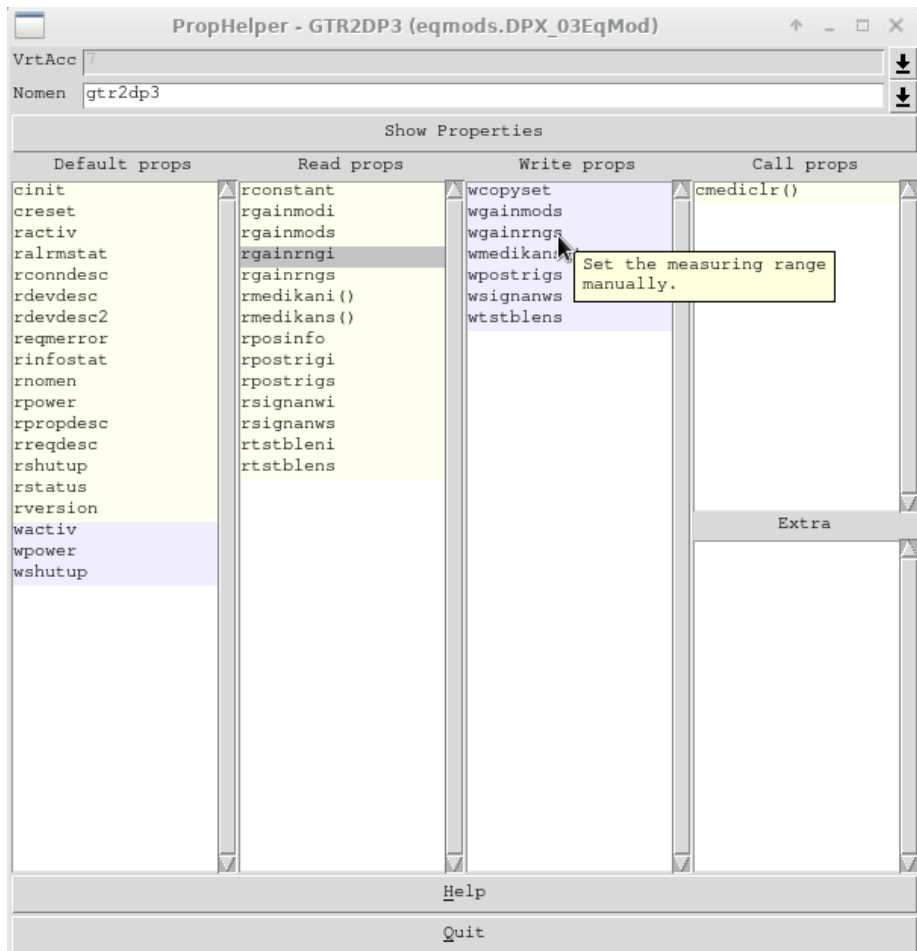 PropHelper - GTR2DP3 (eqmods.DPX_03EqMod)
VrtAcc 7
Nomen gtr2dp3
Show Properties
Default props
cinit
creset
ractiv
ralrmstat
rconndesc
rdevdesc
rdevdesc2
reqmerror
rinfostat
rnomen
rpower
rpropdesc
rreqdesc
rshutup
rstatus
rversion
wactiv
wpower
wshutup
Read props
rconstant
rgainmodi
rgainmods
rgainrngi
rgainrngs
rmedikani()
rmedikans()
rposinfo
rpostrigi
rpostrigs
rsignanwi
rsignanws
rtstbleni
rtstblens
Write props
wcopyset
wgainmods
wgainrngs
wpostrigs
wsignanws
wtstblens
Set the measuring range
manually.
Call props
cmediclr()
Extra
Help
Quit